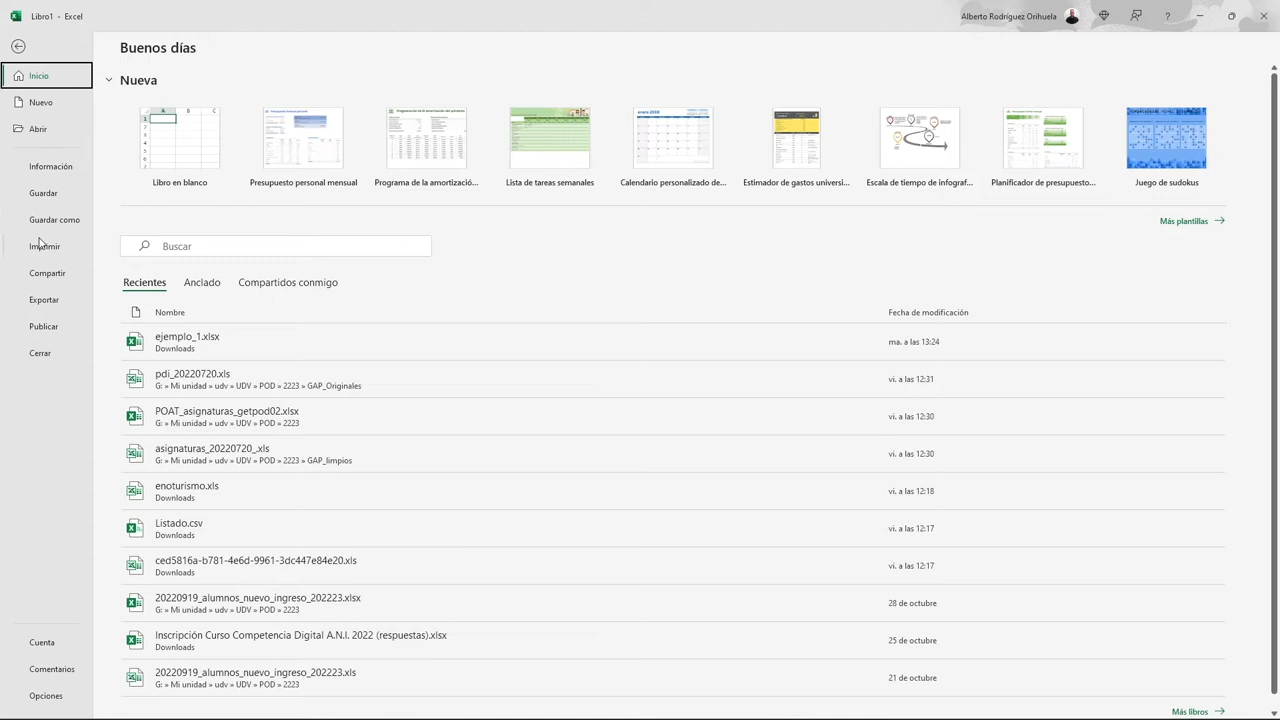 Libro1 - Excel
Alberto Rodríguez Orihuela
?
Inicio
Nuevo
Abrir
Información
Guardar
Guardar como
Imprimir
Compartir
Exportar
Publicar
Cerrar
Cuenta
Comentarios
Opciones
Buenos días
Nueva
A B C
1
2
3
4
5
6
7
Libro en blanco
Presupuesto personal mensual
Programa de la amortizació...
Lista de tareas semanales
Calendario personalizado de...
Estimador de gastos universi...
Escala de tiempo de infograf...
Planificador de presupuesto...
Juego de sudokus
Más plantillas
Buscar
Recientes Anclado Compartidos conmigo
Nombre Fecha de modificación
ejemplo_1.xlsx
Downloads
ma. a las 13:24
pdi_20220720.xls
G: » Mi unidad » udv » UDV » POD » 2223 » GAP_Originales
vi. a las 12:31
POAT_asignaturas_getpod02.xlsx
G: » Mi unidad » udv » UDV » POD » 2223
vi. a las 12:30
asignaturas_20220720_.xls
G: » Mi unidad » udv » UDV » POD » 2223 » GAP_limpios
vi. a las 12:30
enoturismo.xls
Downloads
vi. a las 12:18
Listado.csv
Downloads
vi. a las 12:17
ced5816a-b781-4e6d-9961-3dc447e84e20.xls
Downloads
vi. a las 12:17
20220919_alumnos_nuevo_ingreso_202223.xlsx
G: » Mi unidad » udv » UDV » POD » 2223
28 de octubre
Inscripción Curso Competencia Digital A.N.I. 2022 (respuestas).xlsx
Downloads
25 de octubre
20220919_alumnos_nuevo_ingreso_202223.xls
G: » Mi unidad » udv » UDV » POD » 2223
21 de octubre
Más libros